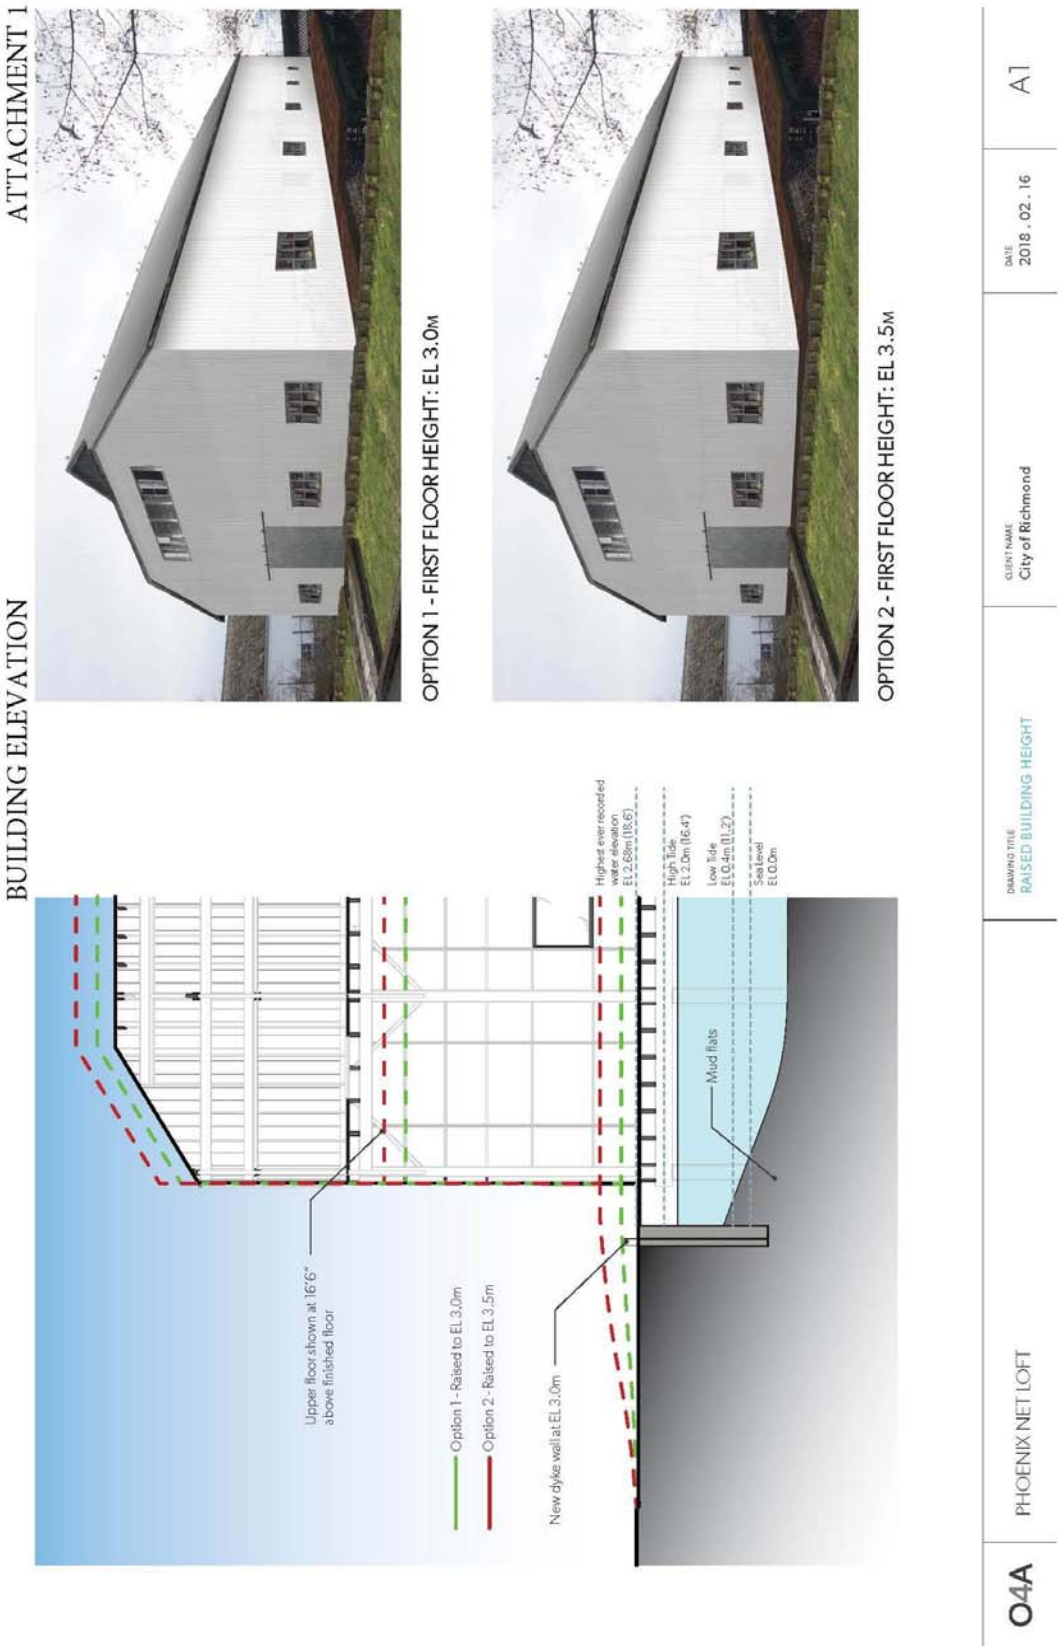 BUILDING ELEVATION
ATTACHMENT 1
Upper floor shown at 16'6"
above finished floor
Option 1 - Raised to EL 3.0m
Option 2 - Raised to EL 3.5m
New dyke wall at EL 3.0m
Mud flats
Highest ever recorded
water elevation
EL 2.68m (18.6')
High Tide
EL 2.0m (16.4')
Low Tide
EL 0.4m (11.2')
Sea Level
EL 0.0m
OPTION 1 - FIRST FLOOR HEIGHT: EL 3.0M
OPTION 2 - FIRST FLOOR HEIGHT: EL 3.5M
O4A
PHOENIX NET LOFT
DRAWING TITLE
RAISED BUILDING HEIGHT
CLIENT NAME
City of Richmond
DATE
2018 . 02 . 16
A1